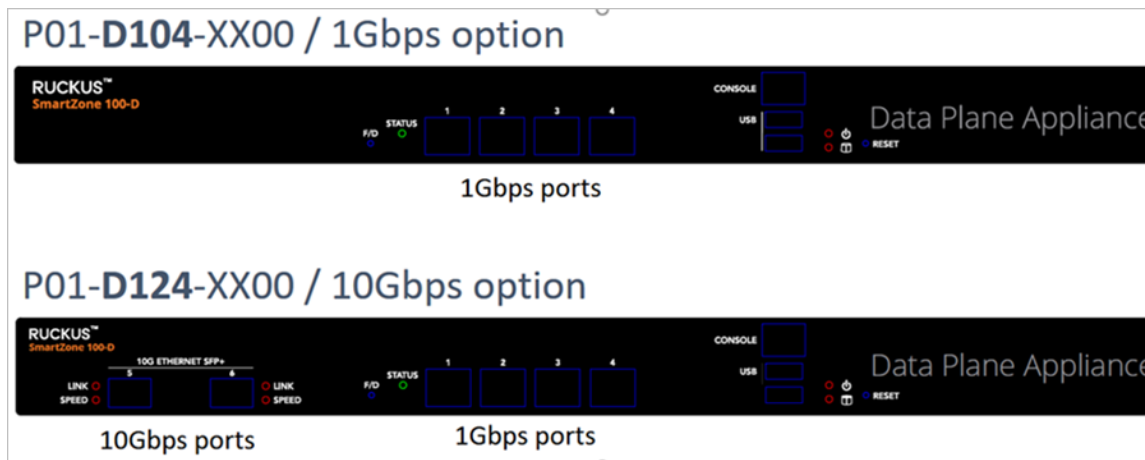 P01-D104-XX00 / 1Gbps option
RUCKUS™
SmartZone 100-D
F/D
STATUS
1 2 3 4
CONSOLE
USB
RESET
Data Plane Appliance
1Gbps ports
P01-D124-XX00 / 10Gbps option
RUCKUS™
SmartZone 100-D
10G ETHERNET SFP+
5 6
LINK
SPEED
LINK
SPEED
F/D
STATUS
1 2 3 4
CONSOLE
USB
RESET
Data Plane Appliance
10Gbps ports
1Gbps ports